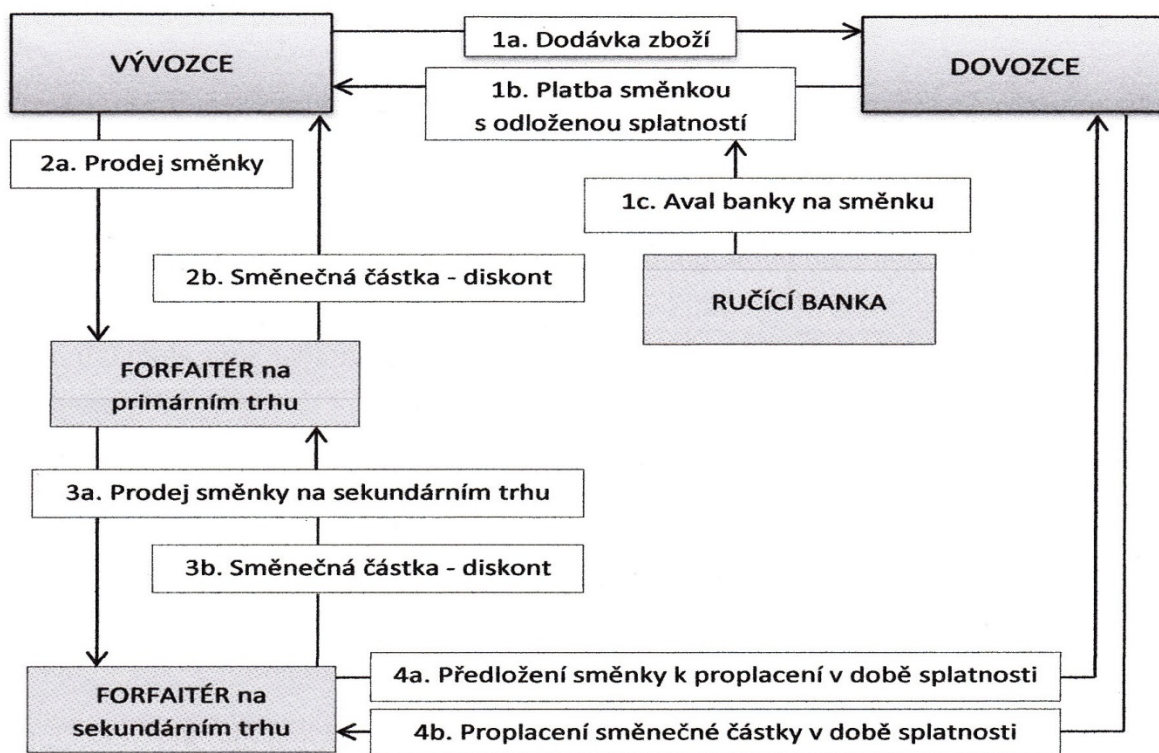 VÝVOZCE
1a. Dodávka zboží
DOVOZCE
1b. Platba směnkou
s odloženou splatností
2a. Prodej směnky
1c. Aval banky na směnku
2b. Směnečná částka - diskont
RUČÍCÍ BANKA
FORFAITÉR na
primárním trhu
3a. Prodej směnky na sekundárním trhu
3b. Směnečná částka - diskont
FORFAITÉR na
sekundárním trhu
4a. Předložení směnky k proplacení v době splatnosti
4b. Proplacení směnečné částky v době splatnosti